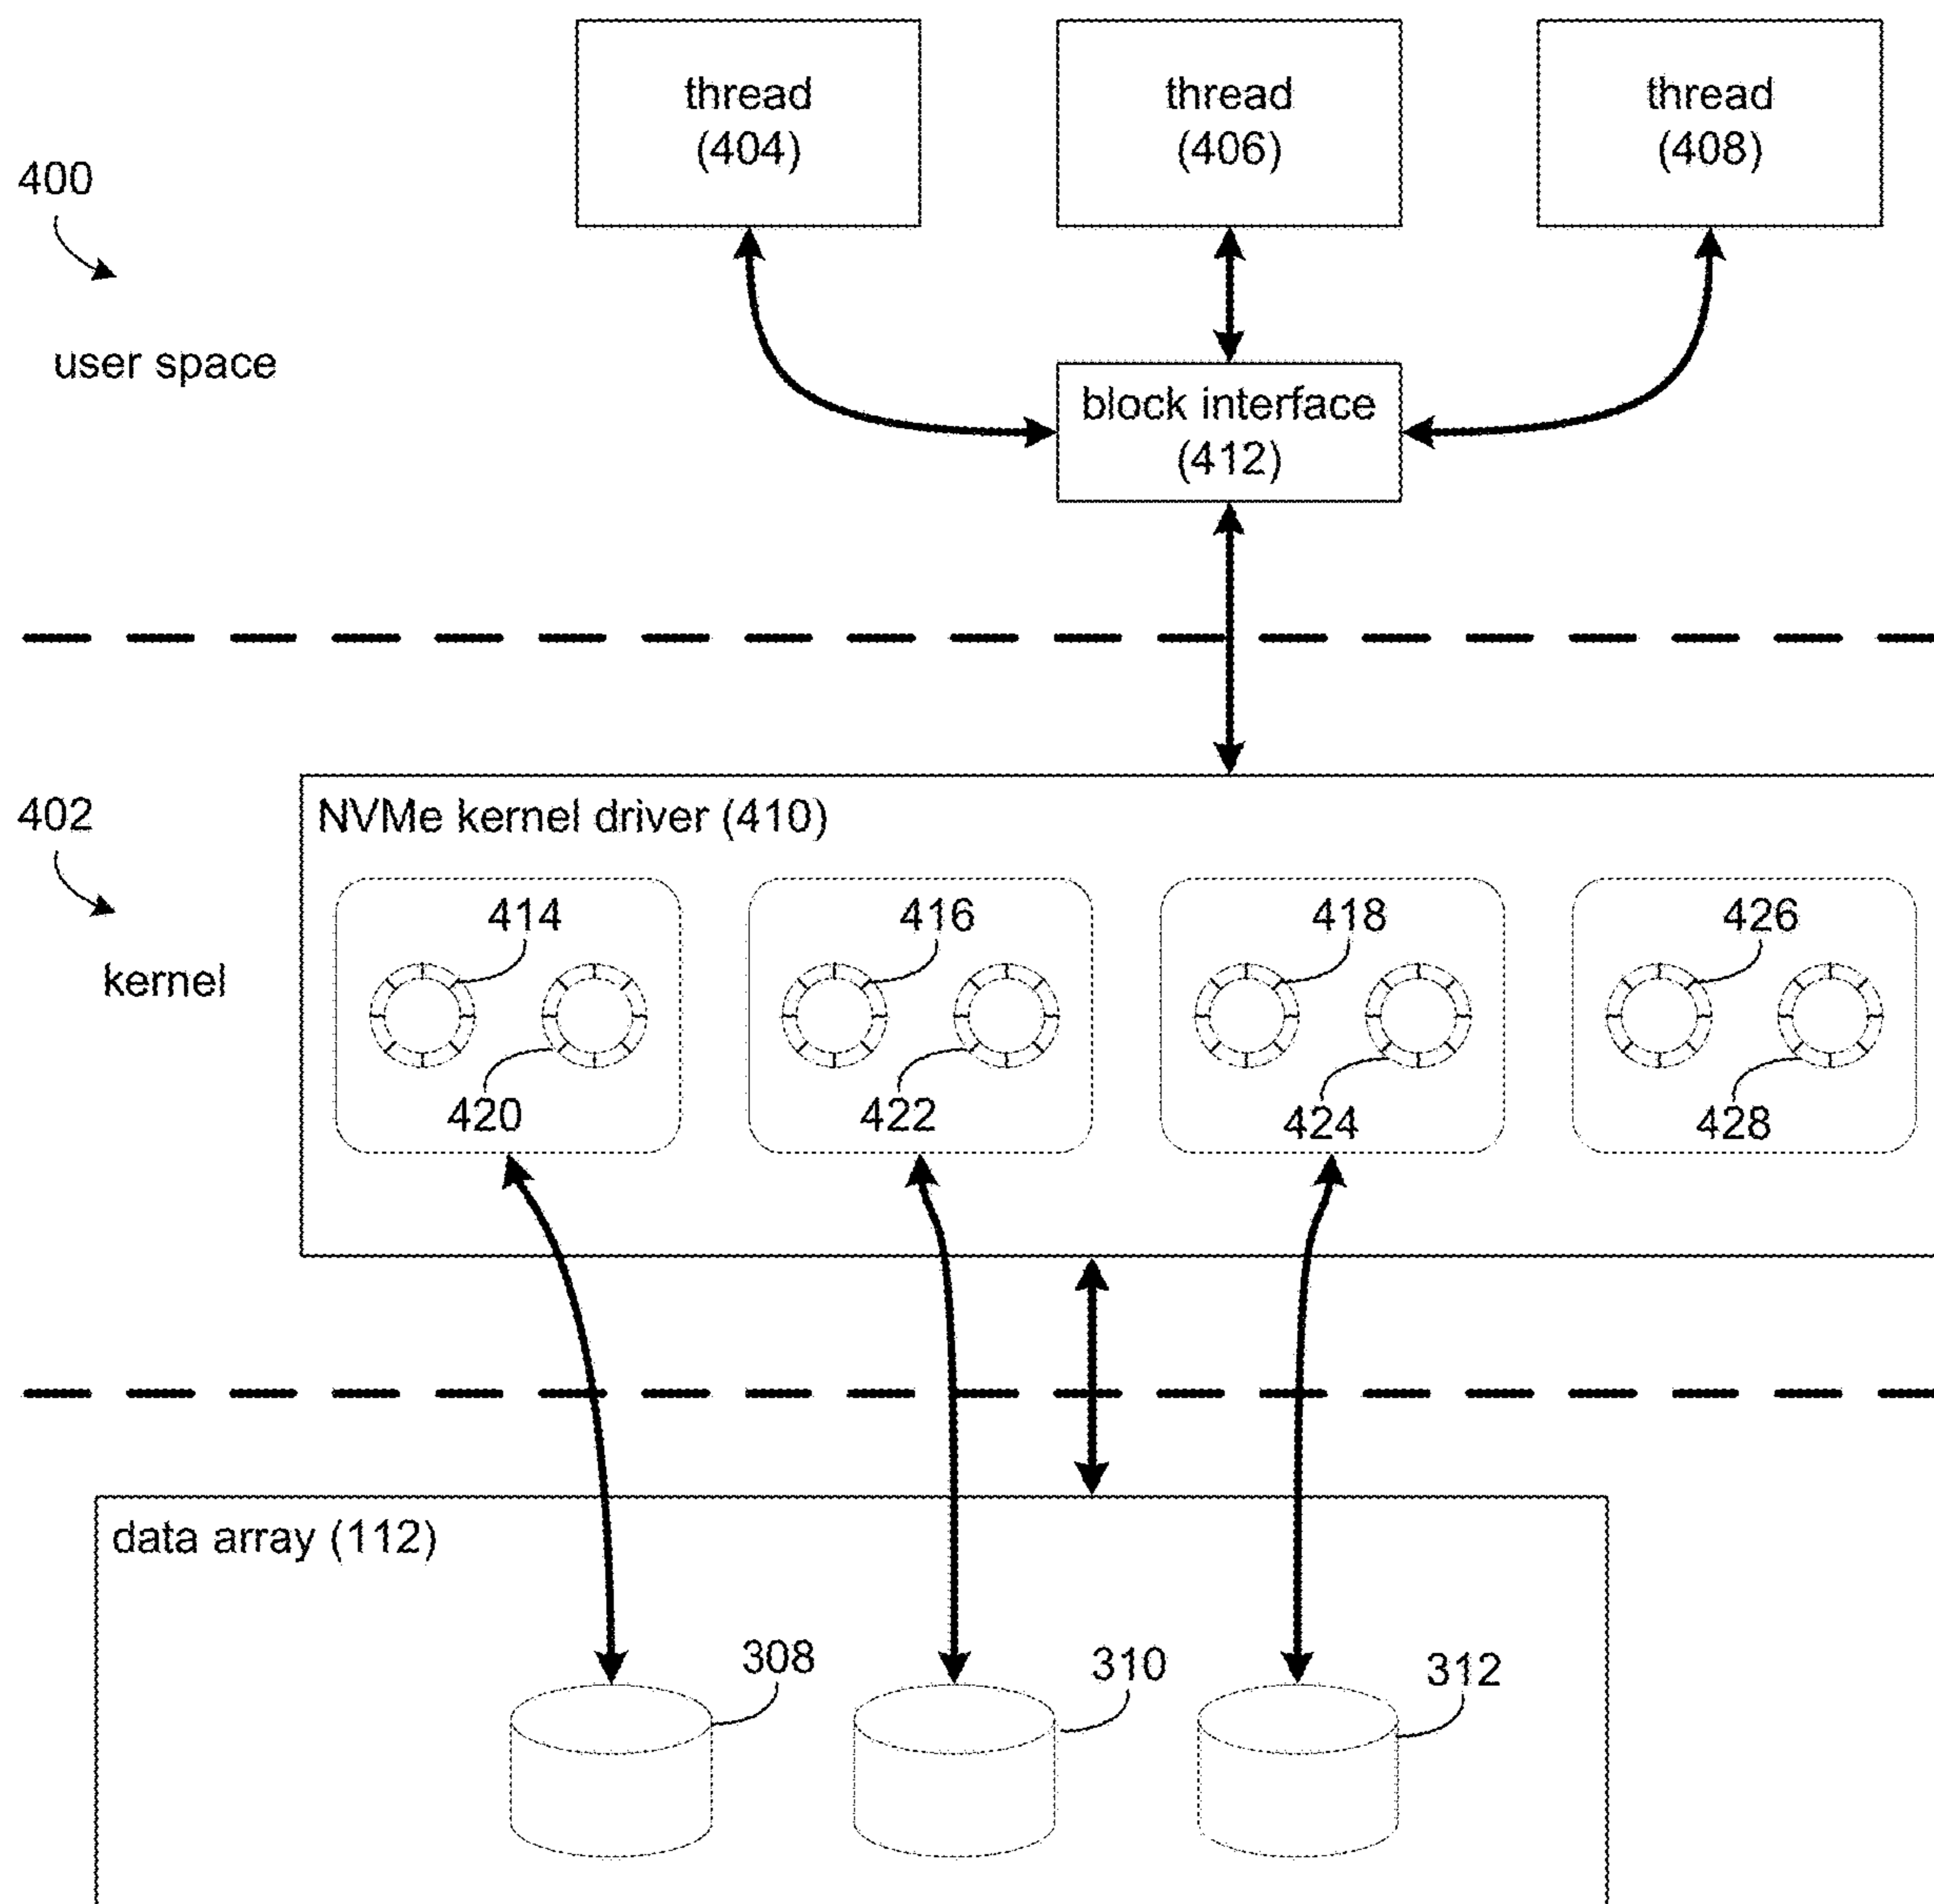 thread
(404)
thread
(406)
thread
(408)
400
user space
block interface
(412)
402
NVMe kernel driver (410)
414
416
418
426
kernel
420
422
424
428
data array (112)
308
310
312